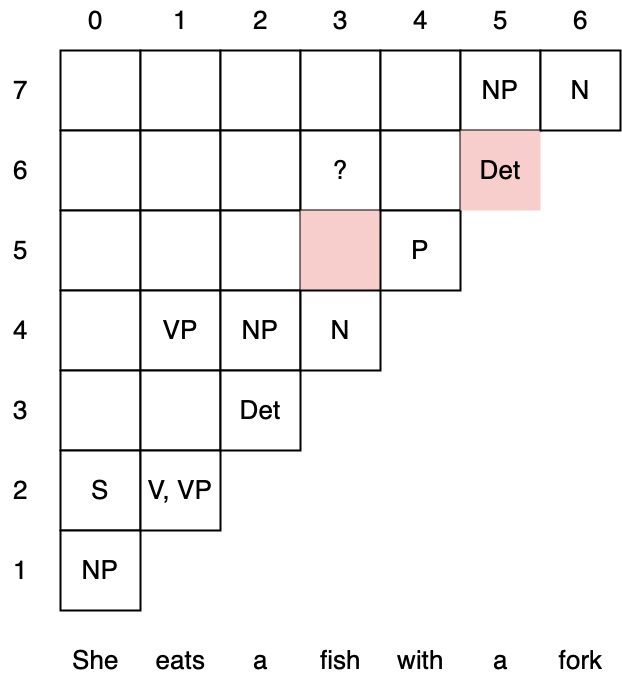 0 1 2 3 4 5 6
7 NP N
6 ? Det
5 P
4 VP NP N
3 Det
2 S V, VP
1 NP
She eats a fish with a fork